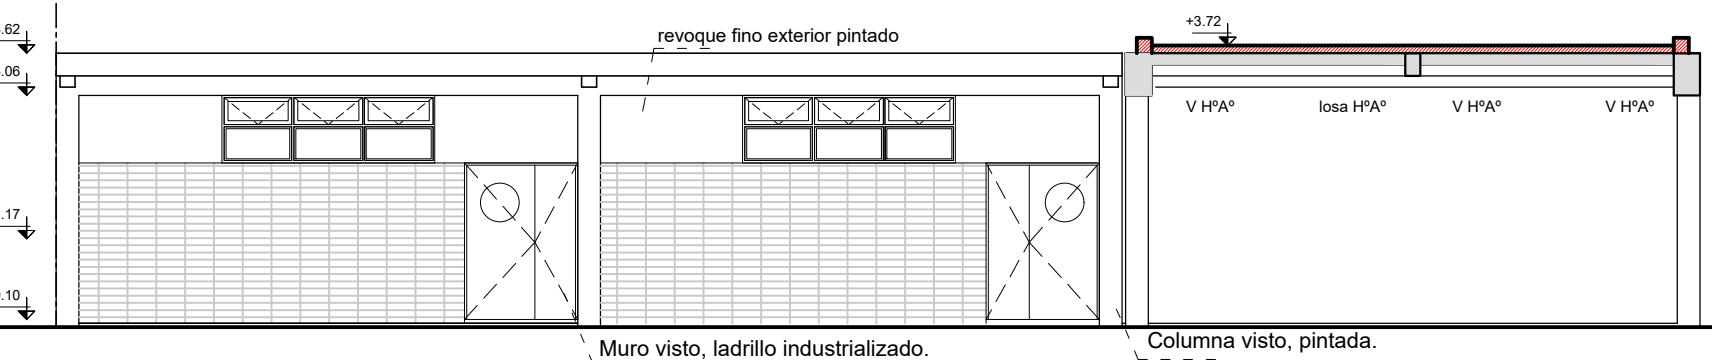 .62
+3.72
revoque fino exterior pintado
.06
V HºAº losa HºAº V HºAº V HºAº
.17
.10
Muro visto, ladrillo industrializado.
Columna visto, pintada.